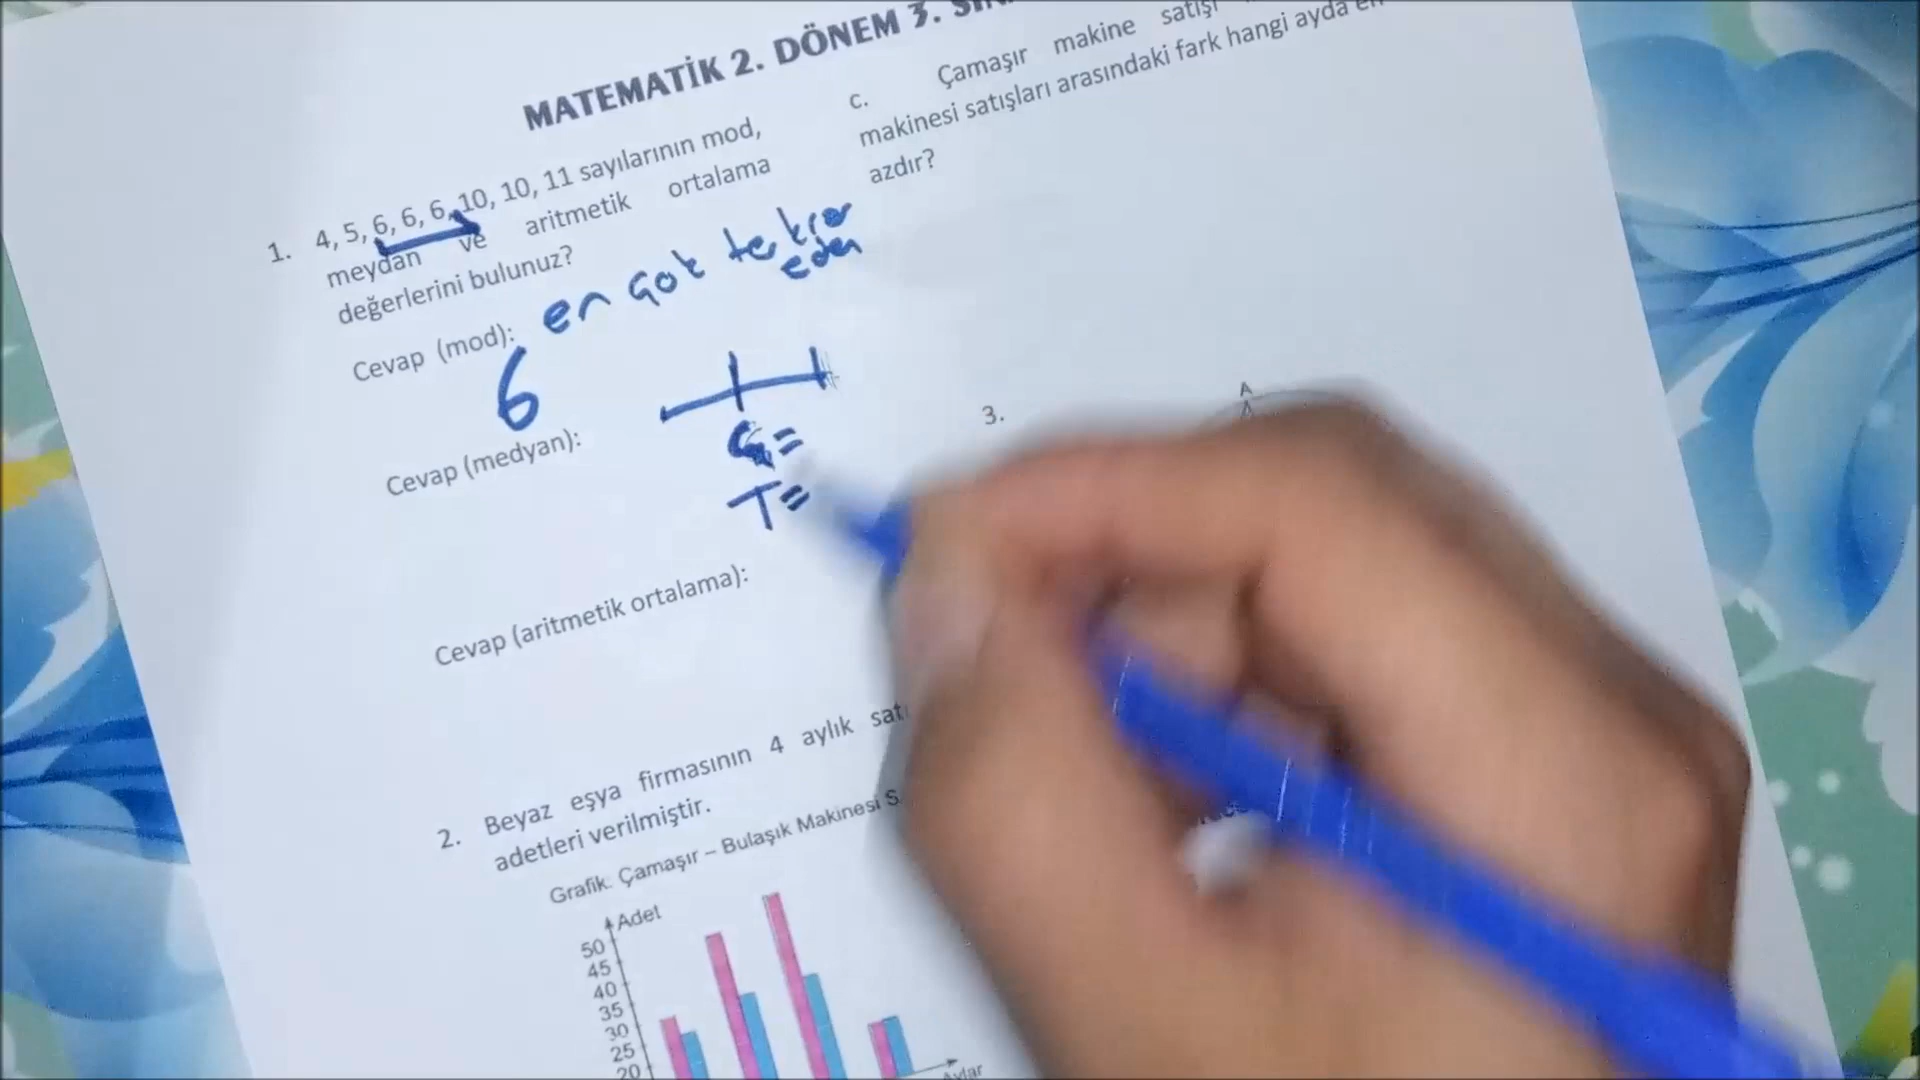 MATEMATİK 2. DÖNEM 3.
1. 4, 5, 6, 6, 6, 10, 10, 11 sayılarının mod,
meydan ve aritmetik ortalama
değerlerini bulunuz?
Cevap (mod): en çok tekrar
eden
6
Cevap (medyan):
Ç=
T=
Cevap (aritmetik ortalama):
2. Beyaz eşya firmasının 4 aylık
adetleri verilmiştir.
Grafik: Çamaşır – Bulaşık Makinesi
Adet
50
45
40
35
30
25
20
Aylar
c. Çamaşır makine satışı
makinesi satışları arasındaki fark hangi ayda en
azdır?
3.
A